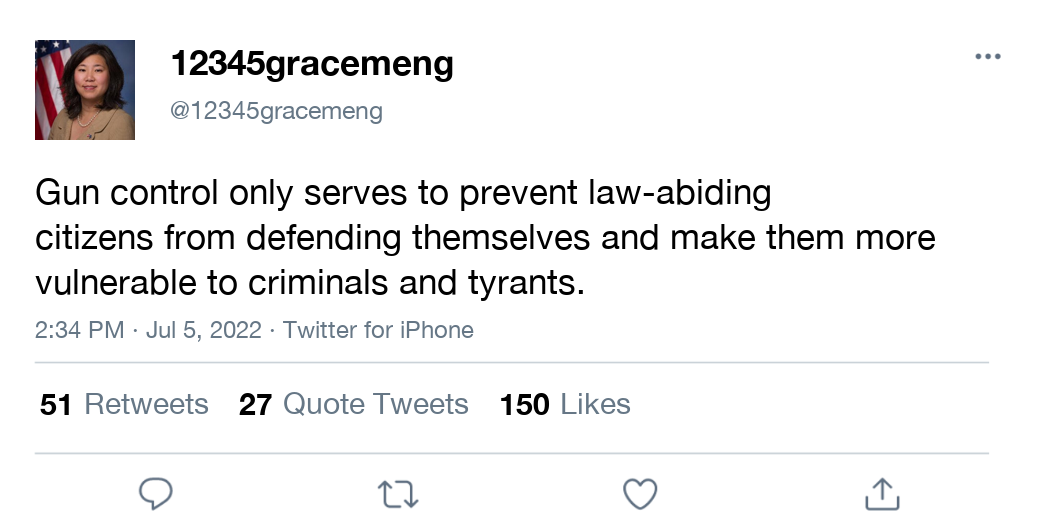 12345gracemeng
@12345gracemeng
Gun control only serves to prevent law-abiding
citizens from defending themselves and make them more
vulnerable to criminals and tyrants.
2:34 PM · Jul 5, 2022 · Twitter for iPhone
51 Retweets 27 Quote Tweets 150 Likes